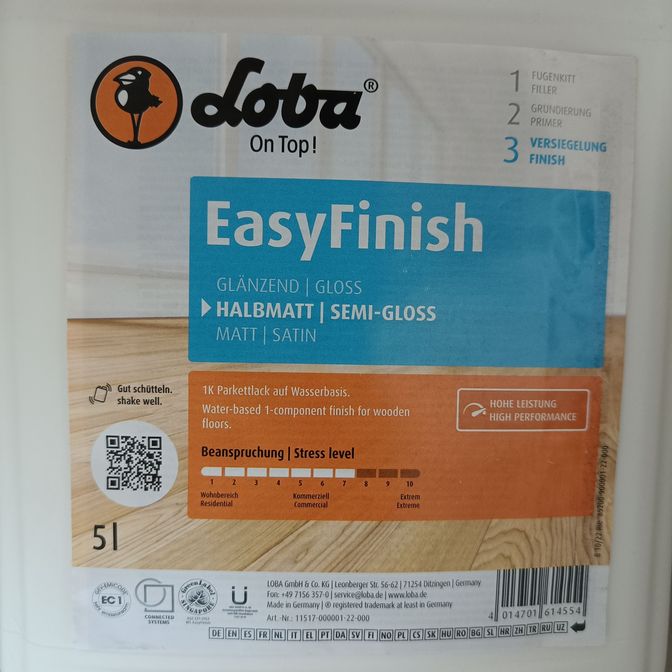 Loba®
On Top!
1 FUGENKITT
FILLER
2 GRUNDIERUNG
PRIMER
3 VERSIEGELUNG
FINISH
EasyFinish
GLÄNZEND | GLOSS
HALBMATT | SEMI-GLOSS
MATT | SATIN
Gut schütteln.
shake well.
1K Parkettlack auf Wasserbasis.
Water-based 1-component finish for wooden
floors.
HOHE LEISTUNG
HIGH PERFORMANCE
Beanspruchung | Stress level
1 2 3 4 5 6 7 8 9 10
Wohnbereich Kommerziell Extrem
Residential Commercial Extreme
5 l
EC 1
CONNECTED
SYSTEMS
SINGAPORE
Ü
LOBA GmbH & Co. KG | Leonberger Str. 56-62 | 71254 Ditzingen | Germany
Fon: +49 7156 357-0 | service@loba.de | www.loba.de
Made in Germany | ® registered trademark at least in Germany
Art.-Nr.: 11517-000001-22-000
4 014701 614554
DE EN ES FR NL IT EL PT DA SV FI NO PL CS SK HU RO BG SL HR ZH TR RU UZ